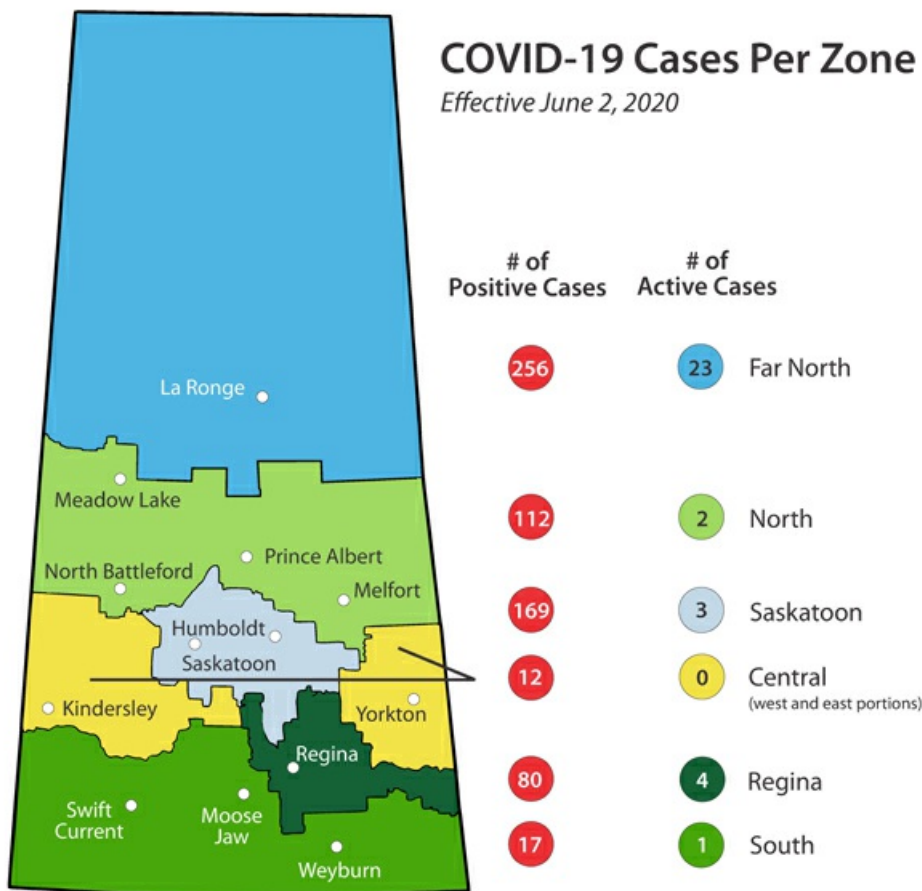 COVID-19 Cases Per Zone
Effective June 2, 2020
# of
Positive Cases
# of
Active Cases
256
23
Far North
La Ronge
Meadow Lake
112
2
North
Prince Albert
North Battleford
Melfort
169
3
Saskatoon
Humboldt
Saskatoon
12
0
Central
(west and east portions)
Kindersley
Yorkton
Regina
80
4
Regina
Swift
Current
Moose
Jaw
17
1
South
Weyburn